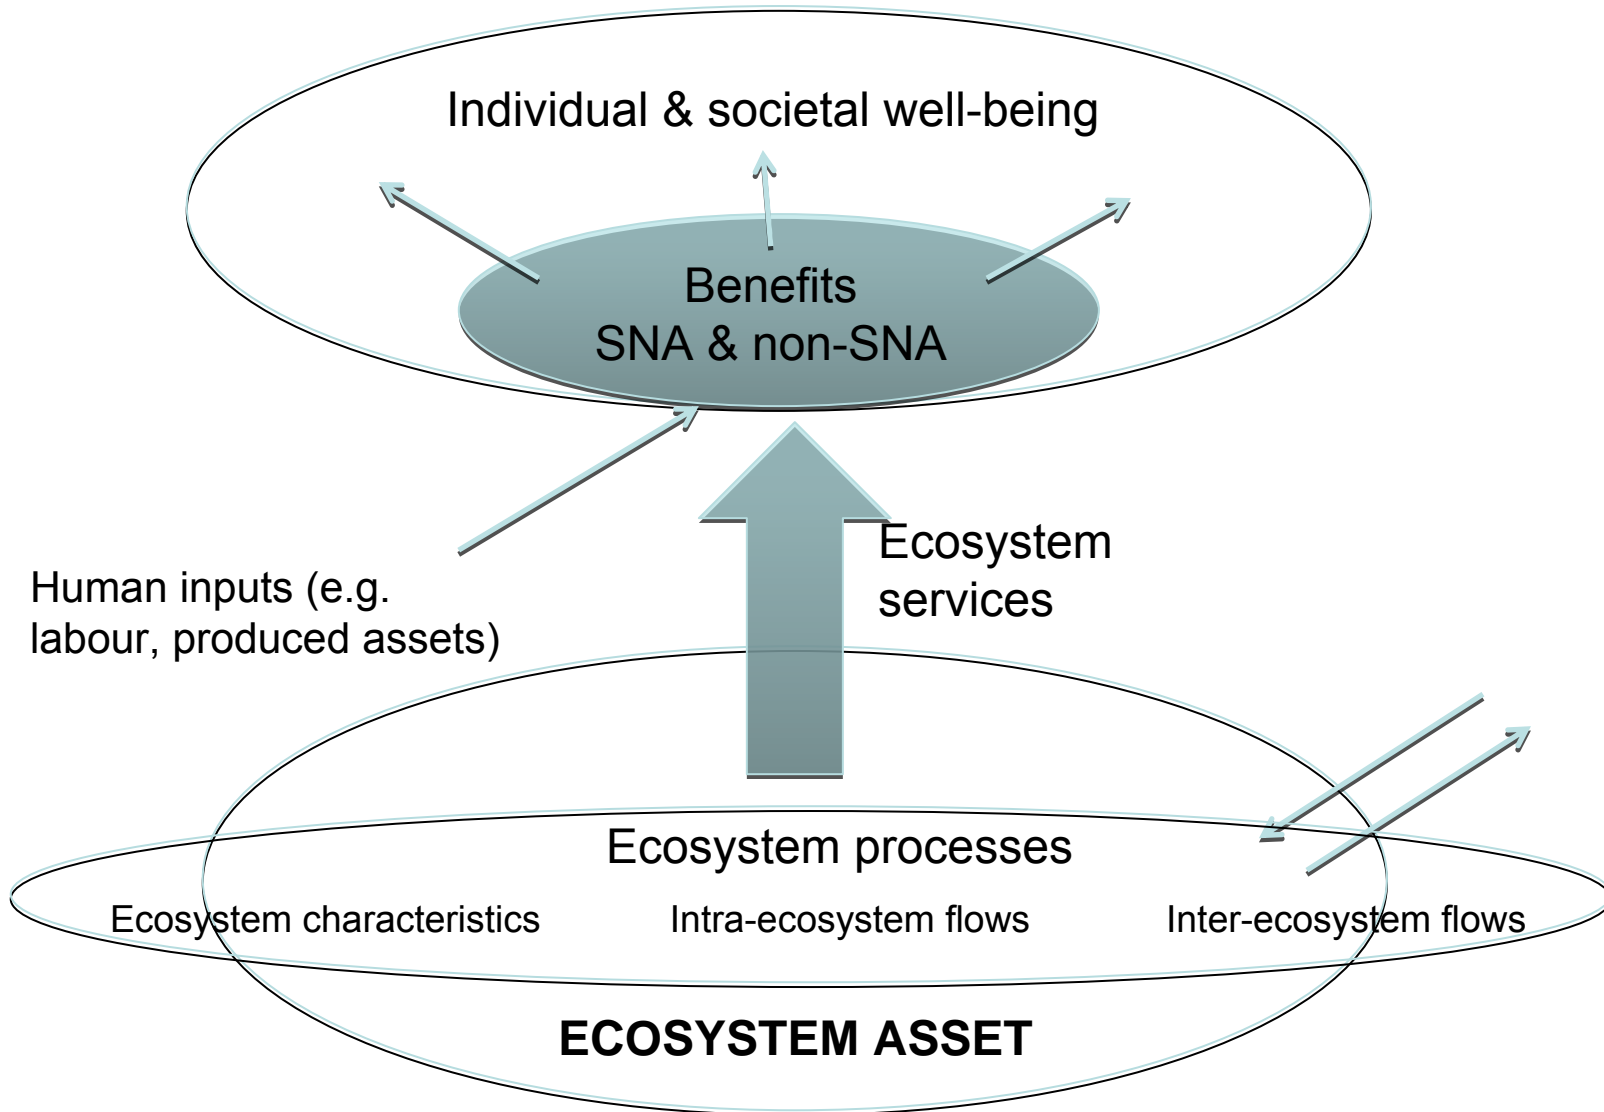 Individual & societal well-being
Benefits
SNA & non-SNA
Ecosystem
services
Human inputs (e.g.
labour, produced assets)
Ecosystem processes
Ecosystem characteristics
Intra-ecosystem flows
Inter-ecosystem flows
ECOSYSTEM ASSET